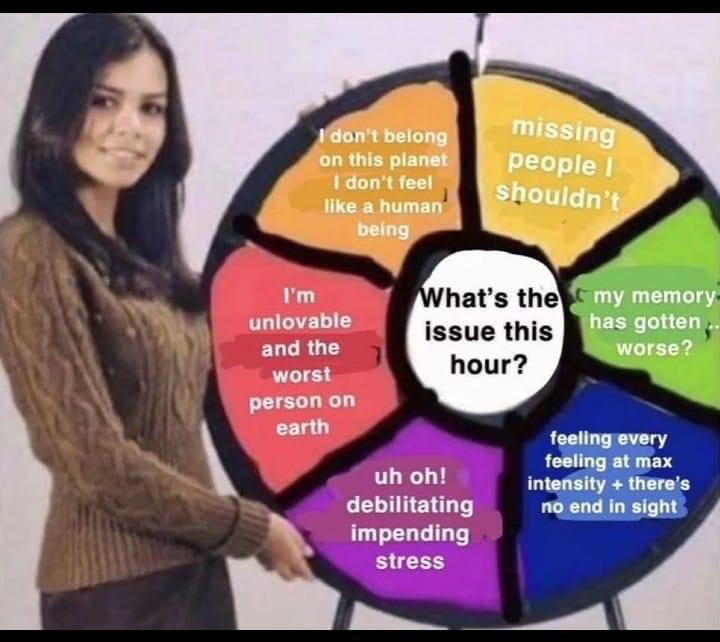 What's the
issue this
hour?
missing
people I
shouldn't
my memory
has gotten ..
worse?
feeling every
feeling at max
intensity + there's
no end in sight
uh oh!
debilitating
impending
stress
I'm
unlovable
and the
worst
person on
earth
I don't belong
on this planet
I don't feel
like a human
being